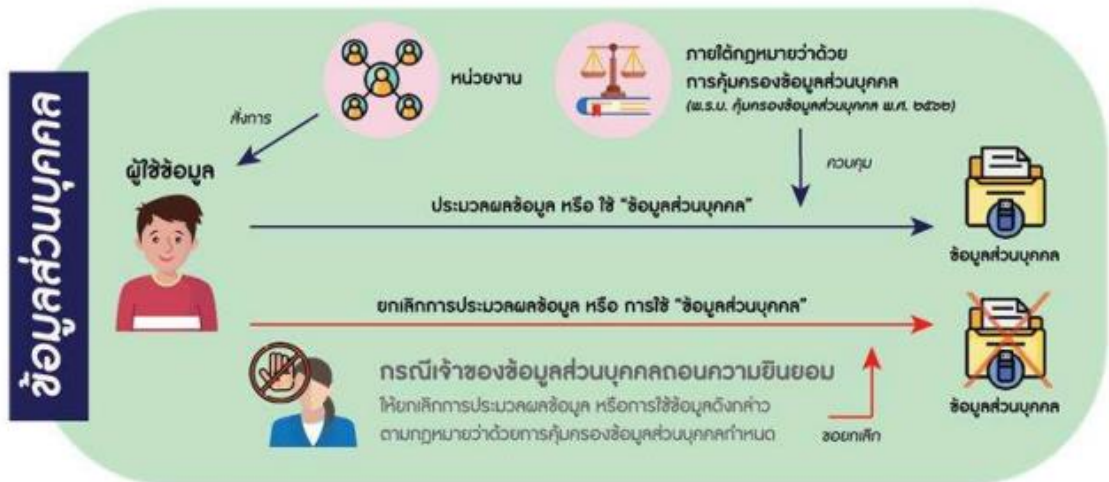 ข้อมูลส่วนบุคคล
หน่วยงาน
ภายใต้กฎหมายว่าด้วย
การคุ้มครองข้อมูลส่วนบุคคล
(พ.ร.บ. คุ้มครองข้อมูลส่วนบุคคล พ.ศ. ๒๕๖๒)
สั่งการ
ควบคุม
ผู้ใช้ข้อมูล
ประมวลผลข้อมูล หรือ ใช้ “ข้อมูลส่วนบุคคล”
ข้อมูลส่วนบุคคล
ยกเลิกการประมวลผลข้อมูล หรือ การใช้ “ข้อมูลส่วนบุคคล”
กรณีเจ้าของข้อมูลส่วนบุคคลถอนความยินยอม
ให้ยกเลิกการประมวลผลข้อมูล หรือการใช้ข้อมูลดังกล่าว
ตามกฎหมายว่าด้วยการคุ้มครองข้อมูลส่วนบุคคลกำหนด
ขอยกเลิก
ข้อมูลส่วนบุคคล